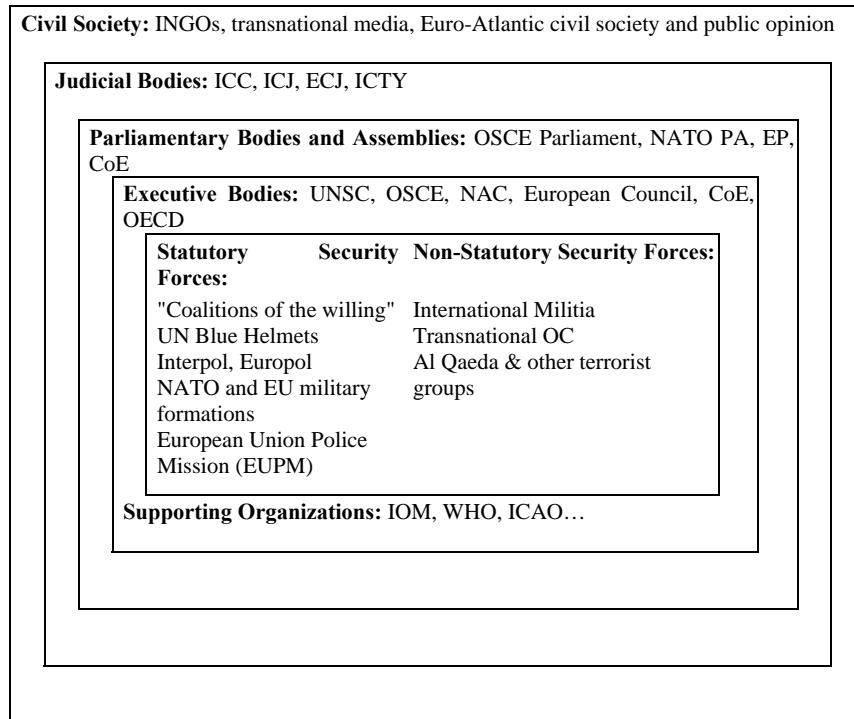 Civil Society: INGOs, transnational media, Euro-Atlantic civil society and public opinion
Judicial Bodies: ICC, ICJ, ECJ, ICTY
Parliamentary Bodies and Assemblies: OSCE Parliament, NATO PA, EP,
CoE
Executive Bodies: UNSC, OSCE, NAC, European Council, CoE,
OECD
Statutory Security
Forces:
"Coalitions of the willing"
UN Blue Helmets
Interpol, Europol
NATO and EU military
formations
European Union Police
Mission (EUPM)
Non-Statutory Security Forces:
International Militia
Transnational OC
Al Qaeda & other terrorist
groups
Supporting Organizations: IOM, WHO, ICAO…